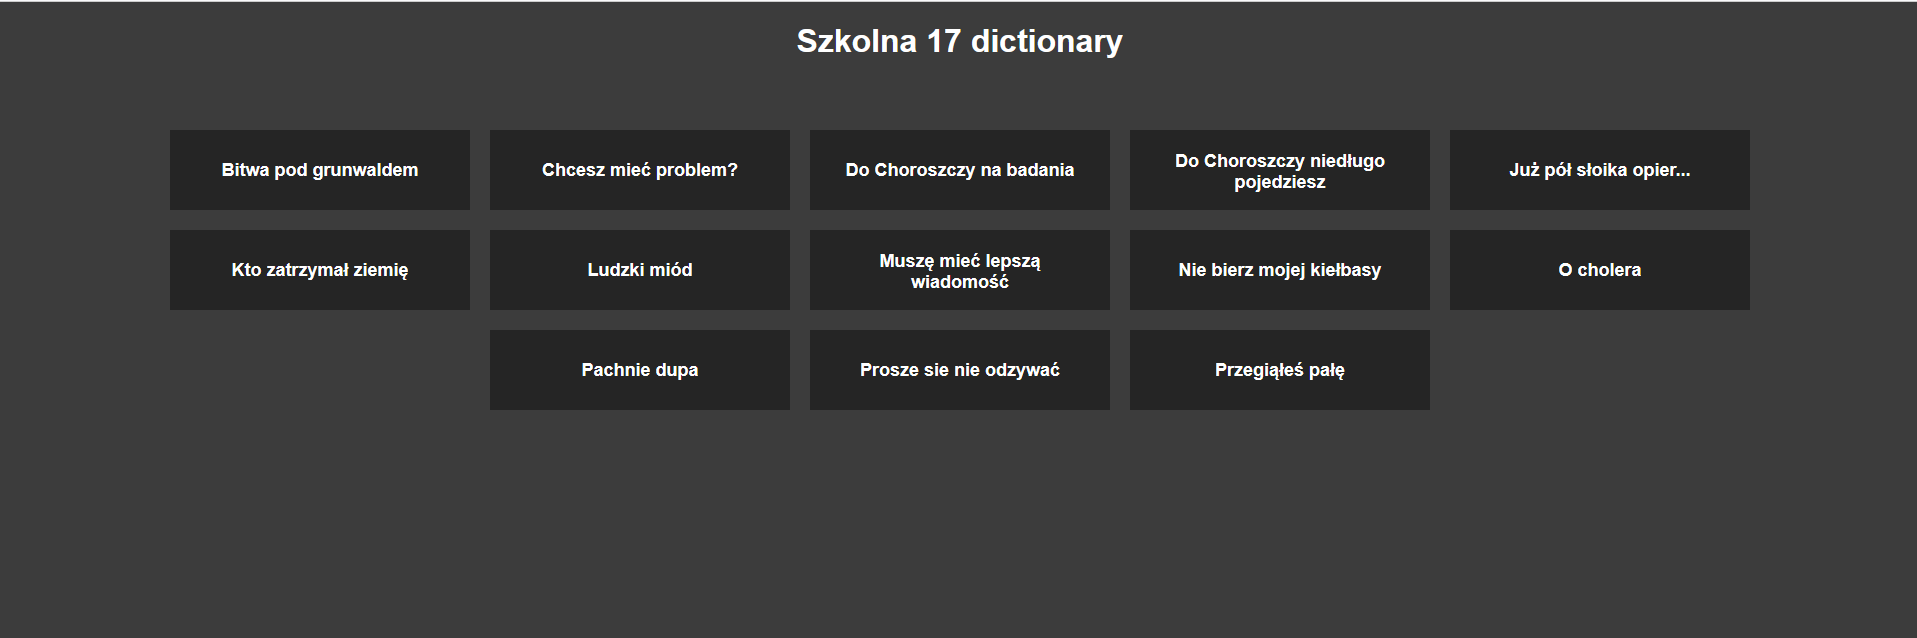 Szkolna 17 dictionary
Bitwa pod grunwaldem
Chcesz mieć problem?
Do Choroszczy na badania
Do Choroszczy niedługo
pojedziesz
Już pół słoika opier...
Kto zatrzymał ziemię
Ludzki miód
Muszę mieć lepszą
wiadomość
Nie bierz mojej kiełbasy
O cholera
Pachnie dupa
Prosze sie nie odzywać
Przegiąłeś pałę